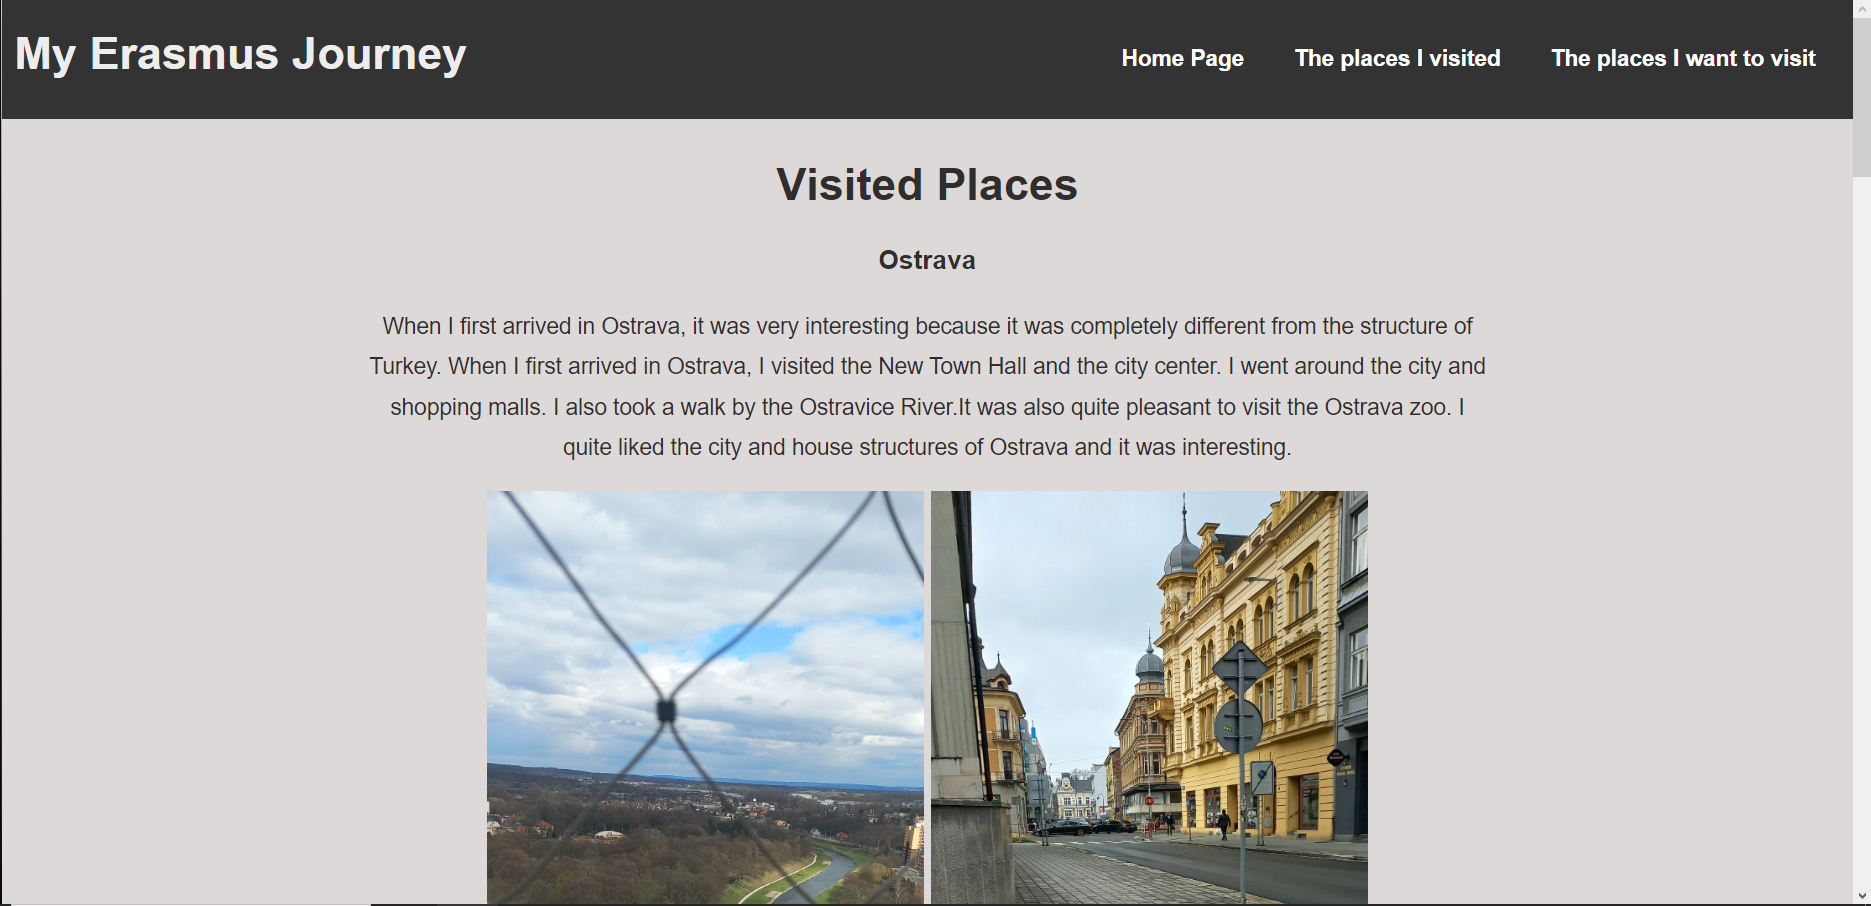 My Erasmus Journey
Home Page
The places I visited
The places I want to visit
Visited Places
Ostrava
When I first arrived in Ostrava, it was very interesting because it was completely different from the structure of
Turkey. When I first arrived in Ostrava, I visited the New Town Hall and the city center. I went around the city and
shopping malls. I also took a walk by the Ostravice River.It was also quite pleasant to visit the Ostrava zoo. I
quite liked the city and house structures of Ostrava and it was interesting.